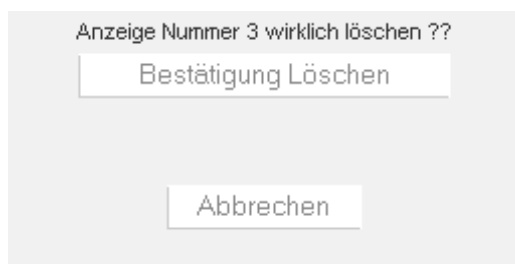 Anzeige Nummer 3 wirklich löschen ??
Bestätigung Löschen
Abbrechen